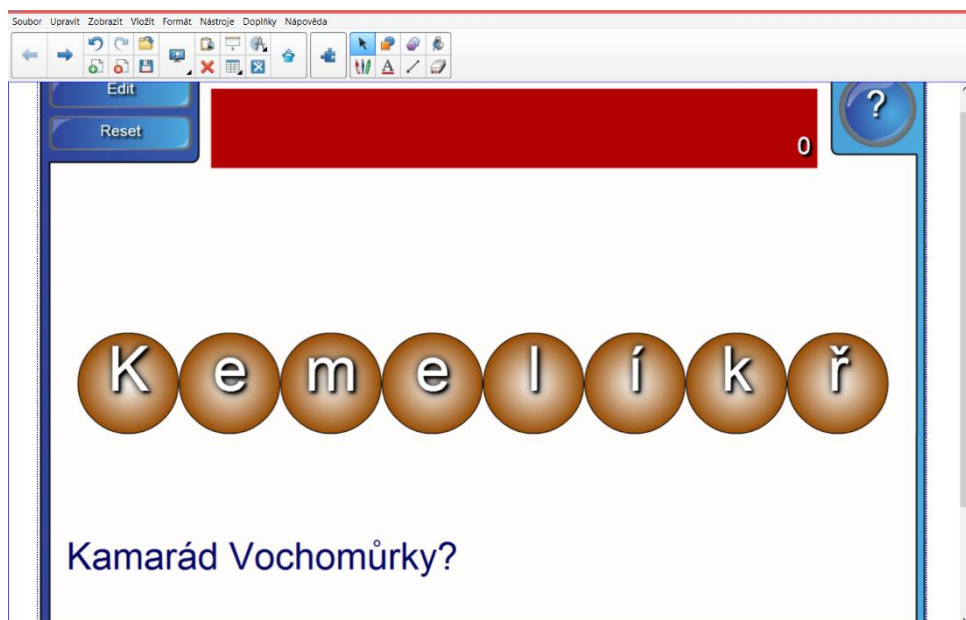 Soubor Upravit Zobrazit Vložit Formát Nástroje Doplňky Nápověda
Edit
Reset
0
?
K e m e l í k ř
Kamarád Vochomůrky?